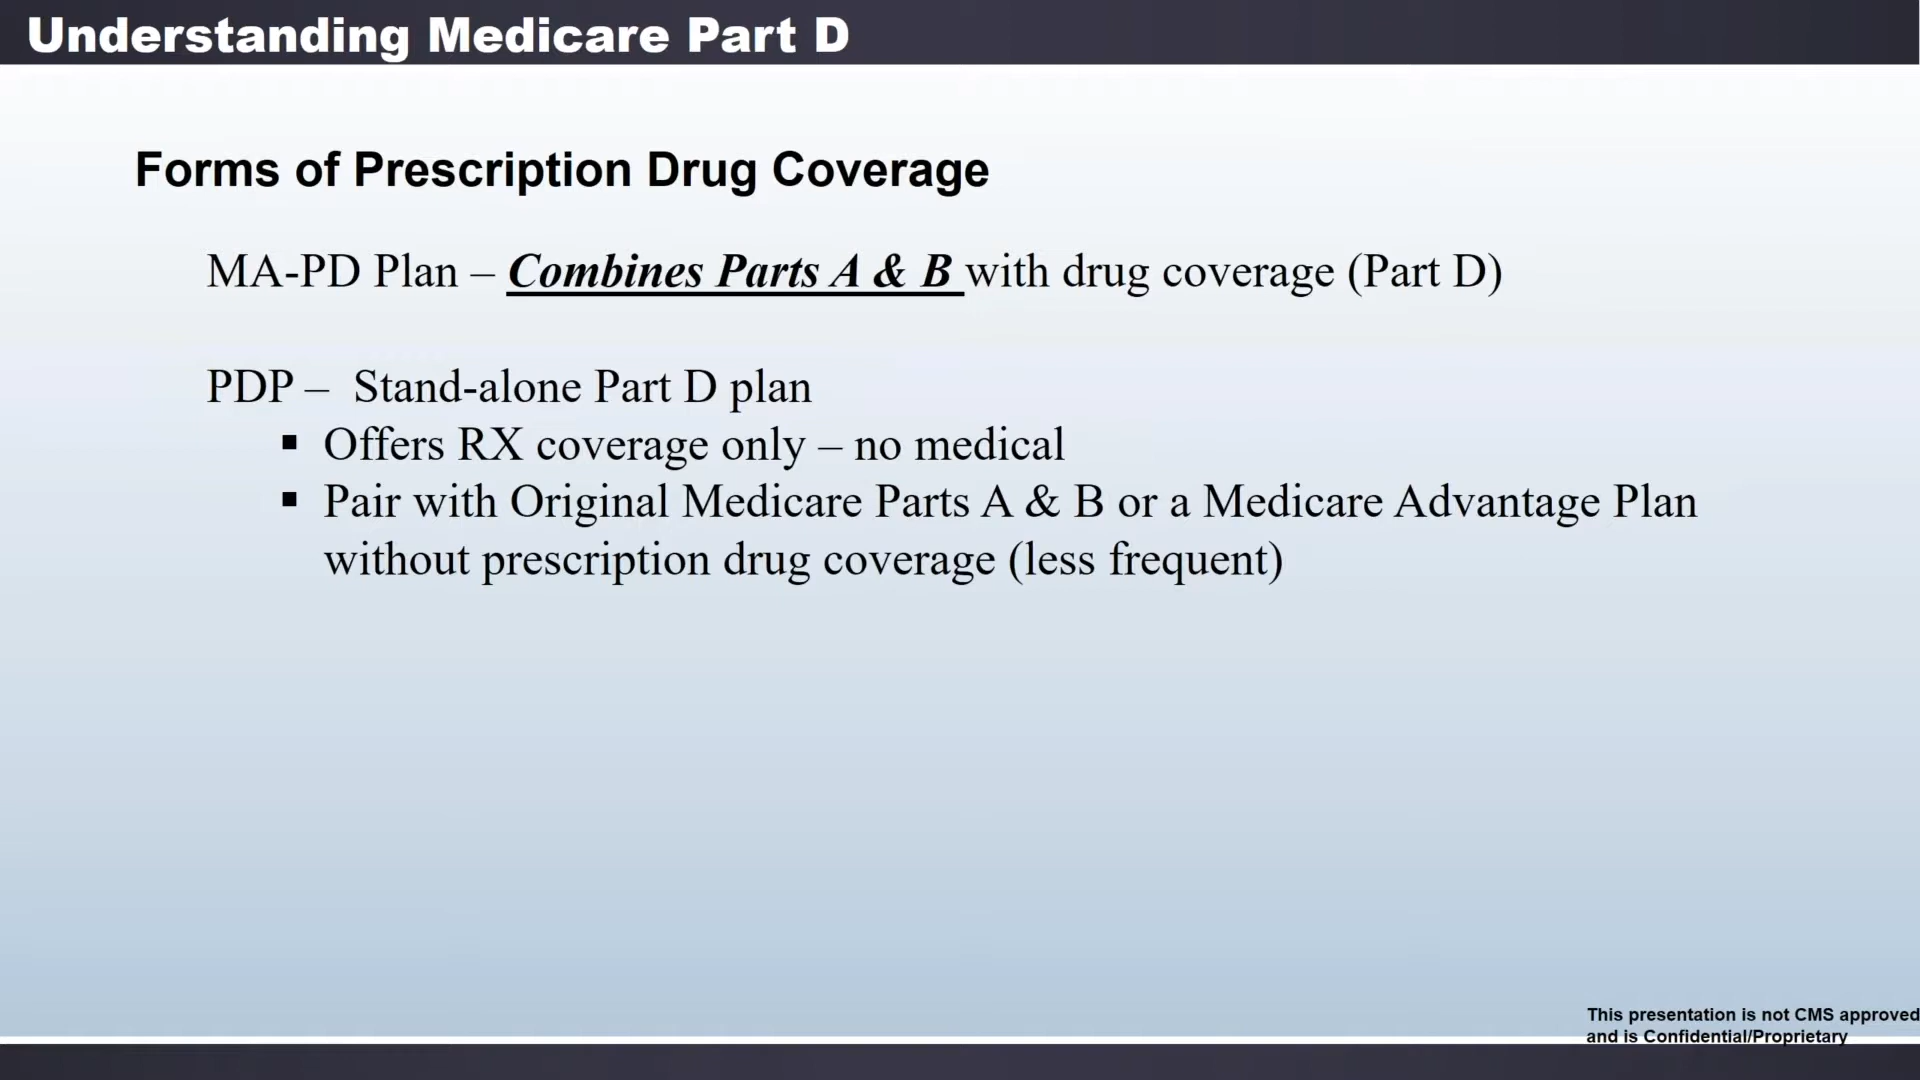 Understanding Medicare Part D
Forms of Prescription Drug Coverage
MA-PD Plan – Combines Parts A & B with drug coverage (Part D)
PDP – Stand-alone Part D plan
▪ Offers RX coverage only – no medical
▪ Pair with Original Medicare Parts A & B or a Medicare Advantage Plan
without prescription drug coverage (less frequent)
This presentation is not CMS approved
and is Confidential/Proprietary